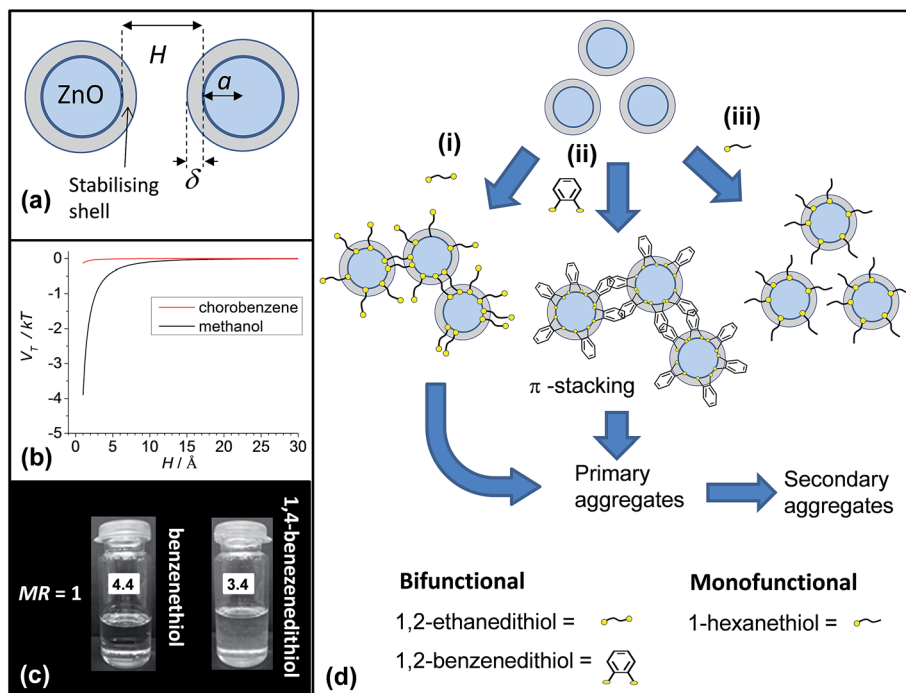 H
a
ZnO
δ
Stabilising
shell
(a)
0
-1
-2
-3
-4
-5
V_T / kT
chorobenzene
methanol
0 5 10 15 20 25 30
H / Å
(b)
MR = 1
4.4
benzenethiol
3.4
1,4-benezenedithiol
(c)
(i)
(ii)
(iii)
π -stacking
Primary
aggregates
Secondary
aggregates
Bifunctional
1,2-ethanedithiol =
1,2-benzenedithiol =
Monofunctional
1-hexanethiol =
(d)